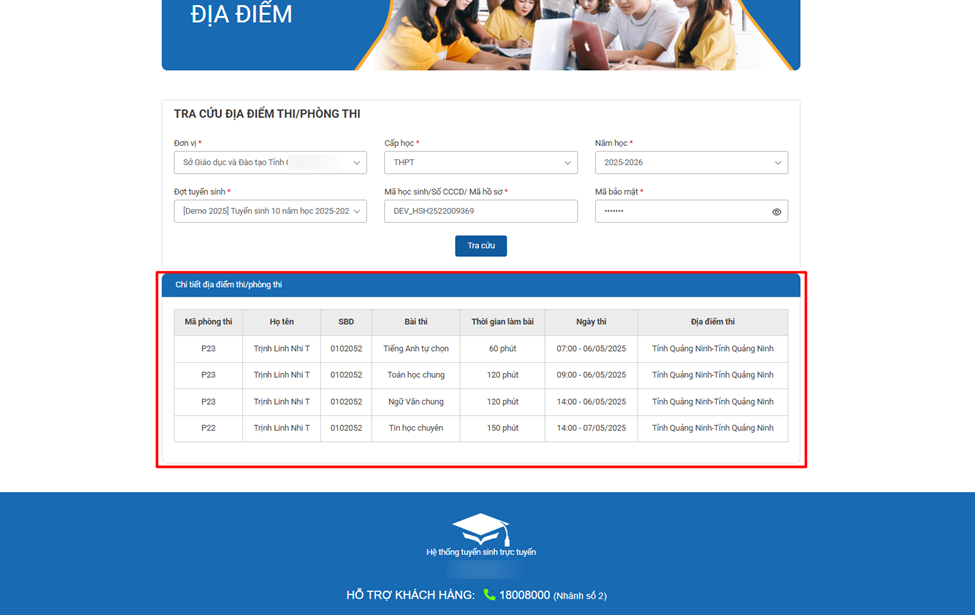 ĐỊA ĐIỂM
TRA CỨU ĐỊA ĐIỂM THI/PHÒNG THI
Đơn vị * Cấp học * Năm học *
Sở Giáo dục và Đào tạo Tỉnh THPT 2025-2026
Đợt tuyển sinh * Mã học sinh/Số CCCD/ Mã hồ sơ * Mã bảo mật *
[Demo 2025] Tuyển sinh 10 năm học 2025-202 DEV_HSH2522009369 •••••••
Tra cứu
Chi tiết địa điểm thi/phòng thi
Mã phòng thi Họ tên SBD Bài thi Thời gian làm bài Ngày thi Địa điểm thi
P23 Trịnh Linh Nhi T 0102052 Tiếng Anh tự chọn 60 phút 07:00 - 06/05/2025 Tỉnh Quảng Ninh-Tỉnh Quảng Ninh
P23 Trịnh Linh Nhi T 0102052 Toán học chung 120 phút 09:00 - 06/05/2025 Tỉnh Quảng Ninh-Tỉnh Quảng Ninh
P23 Trịnh Linh Nhi T 0102052 Ngữ Văn chung 120 phút 14:00 - 06/05/2025 Tỉnh Quảng Ninh-Tỉnh Quảng Ninh
P22 Trịnh Linh Nhi T 0102052 Tin học chuyên 150 phút 14:00 - 07/05/2025 Tỉnh Quảng Ninh-Tỉnh Quảng Ninh
Hệ thống tuyển sinh trực tuyến
HỖ TRỢ KHÁCH HÀNG: 18008000 (Nhánh số 2)